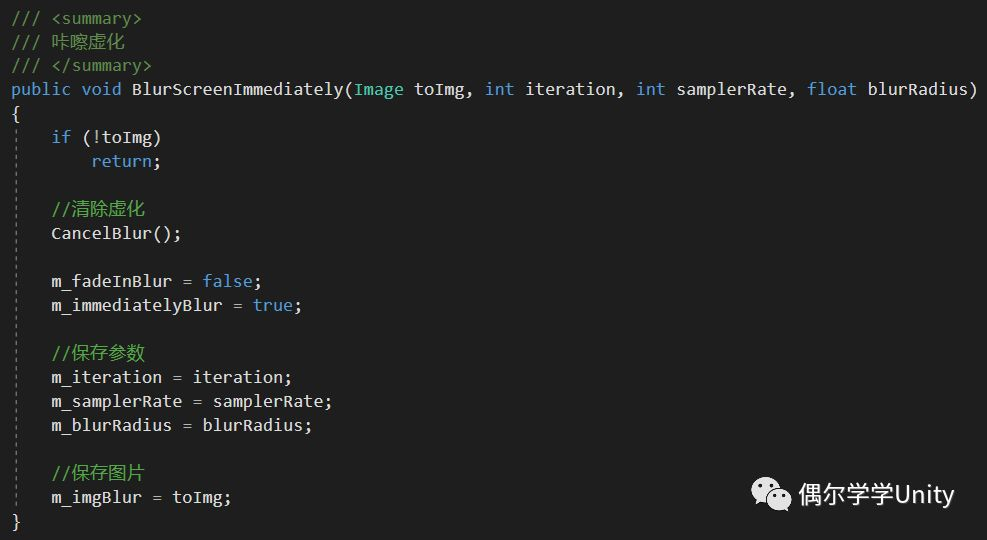 /// <summary>
/// 咔嚓虚化
/// </summary>
public void BlurScreenImmediately(Image toImg, int iteration, int samplerRate, float blurRadius)
{
    if (!toImg)
        return;
    //清除虚化
    CancelBlur();
    m_fadeInBlur = false;
    m_immediatelyBlur = true;
    //保存参数
    m_iteration = iteration;
    m_samplerRate = samplerRate;
    m_blurRadius = blurRadius;
    //保存图片
    m_imgBlur = toImg;
}
偶尔学学Unity